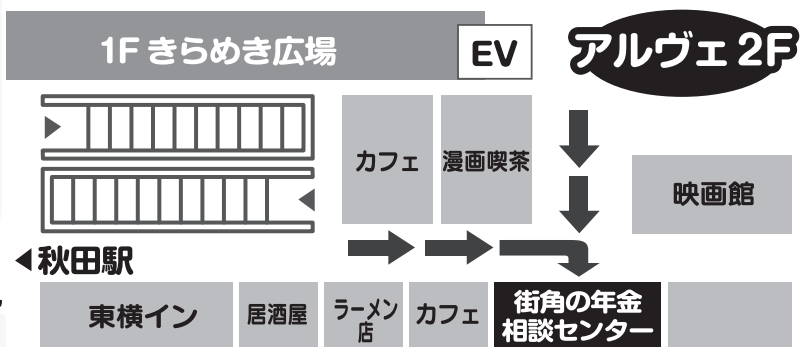 1F きらめき広場
EV
アルヴェ 2F
カフェ
漫画喫茶
映画館
秋田駅
東横イン
居酒屋
ラーメン
店
カフェ
街角の年金
相談センター